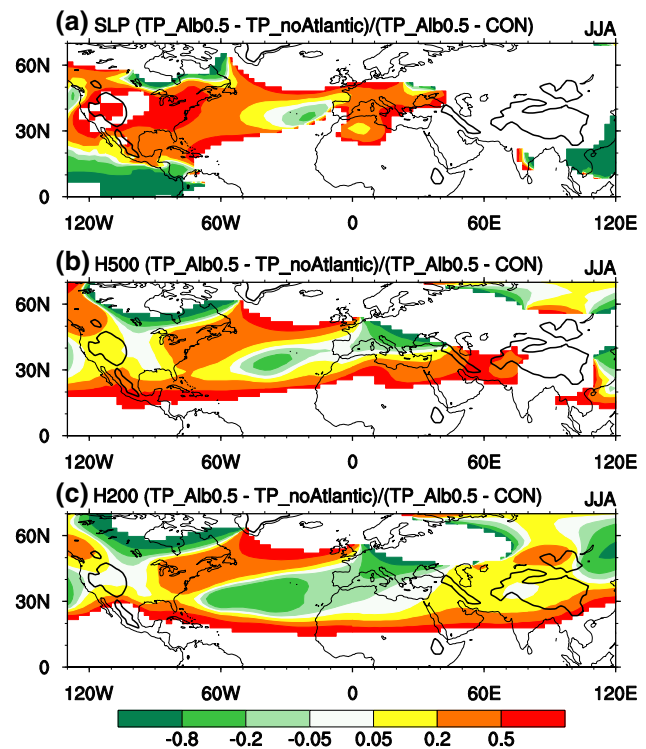 (a) SLP (TP_Alb0.5 - TP_noAtlantic)/(TP_Alb0.5 - CON) JJA
60N
30N
0
120W 60W 0 60E 120E
(b) H500 (TP_Alb0.5 - TP_noAtlantic)/(TP_Alb0.5 - CON) JJA
60N
30N
0
120W 60W 0 60E 120E
(c) H200 (TP_Alb0.5 - TP_noAtlantic)/(TP_Alb0.5 - CON) JJA
60N
30N
0
120W 60W 0 60E 120E
-0.8 -0.2 -0.05 0.05 0.2 0.5